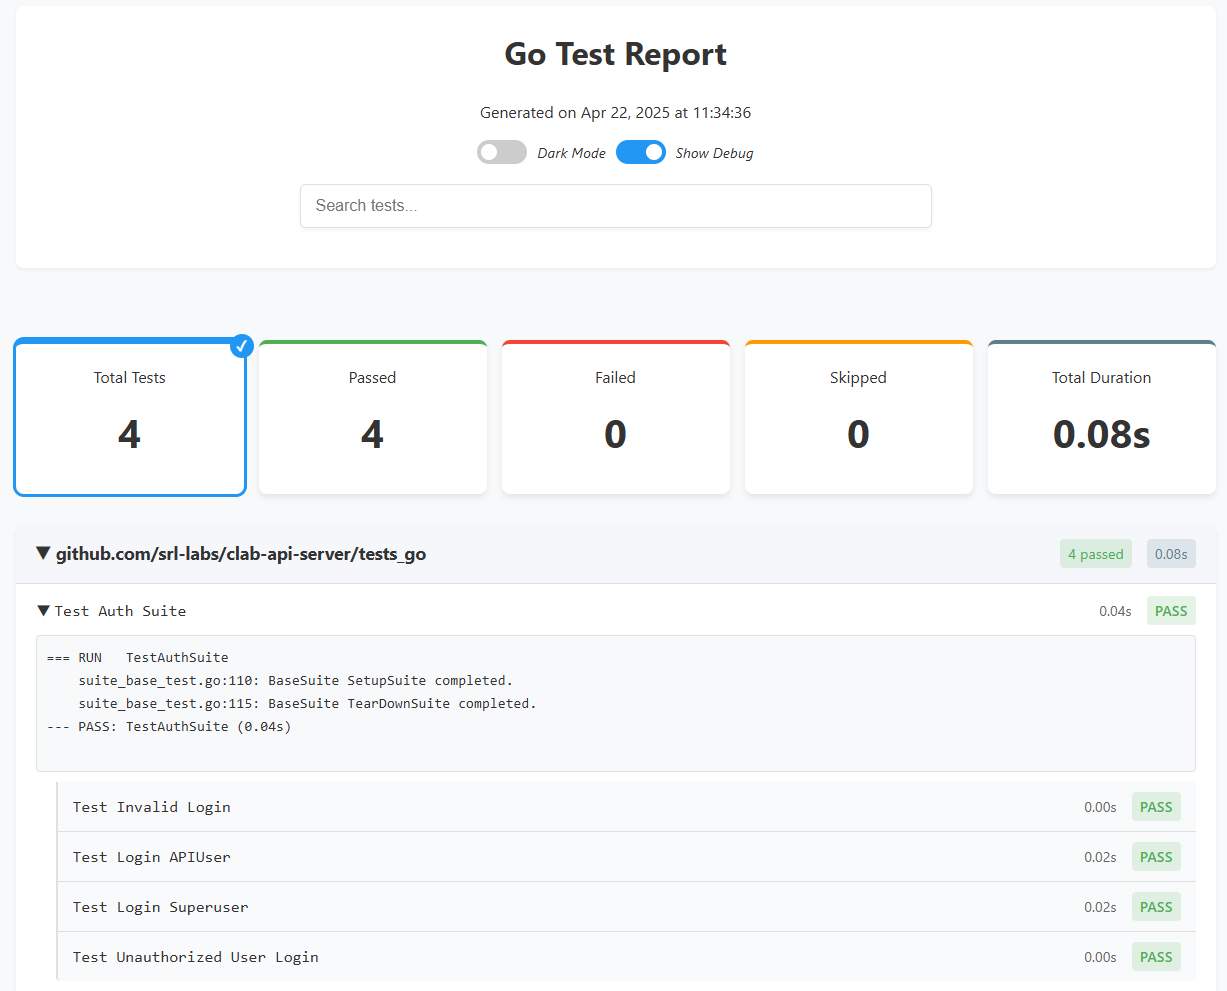 Go Test Report
Generated on Apr 22, 2025 at 11:34:36
Dark Mode Show Debug
Search tests...
Total Tests
4
Passed
4
Failed
0
Skipped
0
Total Duration
0.08s
github.com/srl-labs/clab-api-server/tests_go 4 passed 0.08s
Test Auth Suite 0.04s PASS
=== RUN   TestAuthSuite
    suite_base_test.go:110: BaseSuite SetupSuite completed.
    suite_base_test.go:115: BaseSuite TearDownSuite completed.
--- PASS: TestAuthSuite (0.04s)
Test Invalid Login 0.00s PASS
Test Login APIUser 0.02s PASS
Test Login Superuser 0.02s PASS
Test Unauthorized User Login 0.00s PASS